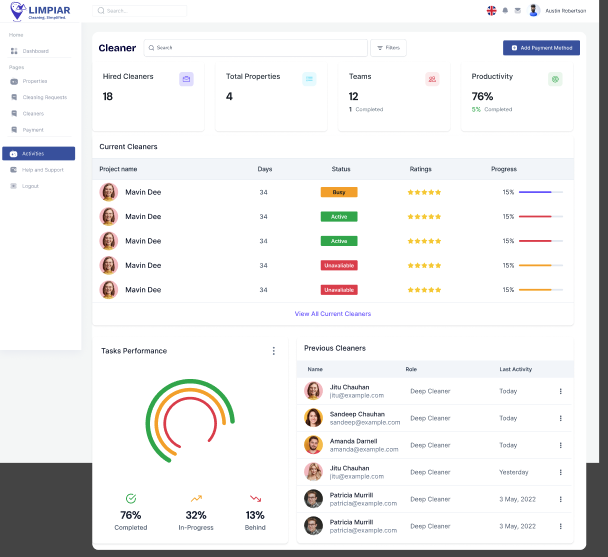 LIMPIAR
Cleaning, Simplified.
Search...
Austin Robertson
Home
Dashboard
Pages
Properties
Cleaning Requests
Cleaners
Payment
Activities
Help and Support
Logout
Cleaner
Search
Filters
Add Payment Method
Hired Cleaners
18
Total Properties
4
Teams
12
1 Completed
Productivity
76%
5% Completed
Current Cleaners
Project name Days Status Ratings Progress
Mavin Dee 34 Busy 15%
Mavin Dee 34 Active 15%
Mavin Dee 34 Active 15%
Mavin Dee 34 Unavaliable 15%
Mavin Dee 34 Unavaliable 15%
View All Current Cleaners
Tasks Performance
76%
Completed
32%
In-Progress
13%
Behind
Previous Cleaners
Name Role Last Activity
Jitu Chauhan Deep Cleaner Today
jitu@example.com
Sandeep Chauhan Deep Cleaner Today
sandeep@example.com
Amanda Darnell Deep Cleaner Today
amanda@example.com
Jitu Chauhan Deep Cleaner Yesterday
jitu@example.com
Patricia Murrill Deep Cleaner 3 May, 2022
patricia@example.com
Patricia Murrill Deep Cleaner 3 May, 2022
patricia@example.com